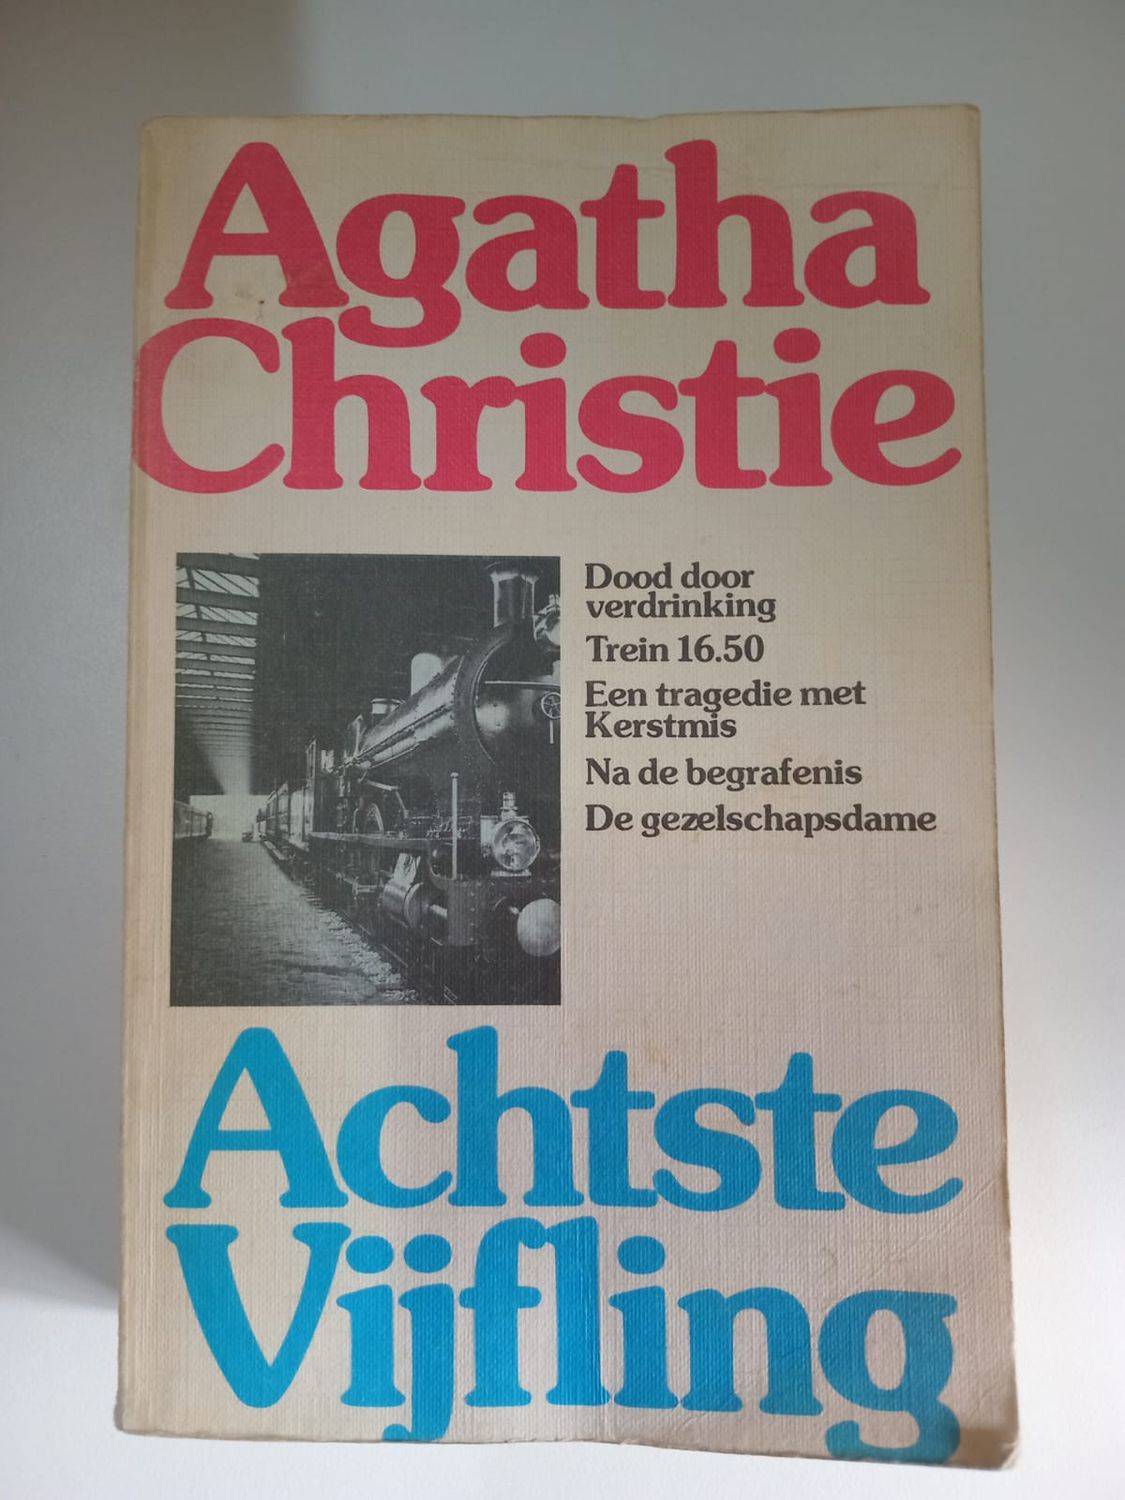 Agatha
Christie
Dood door
verdrinking
Trein 16.50
Een tragedie met
Kerstmis
Na de begrafenis
De gezelschapsdame
Achtste
Vijfling